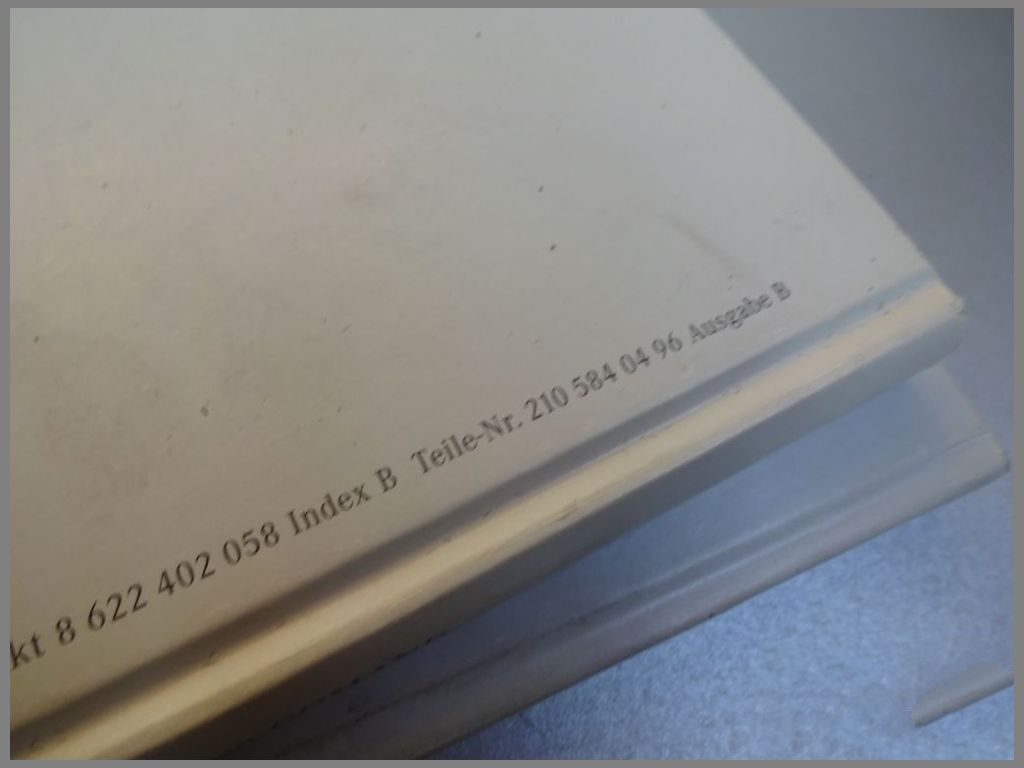 kt 8 622 402 058 Index B Teile-Nr. 210 584 04 96 Ausgabe B